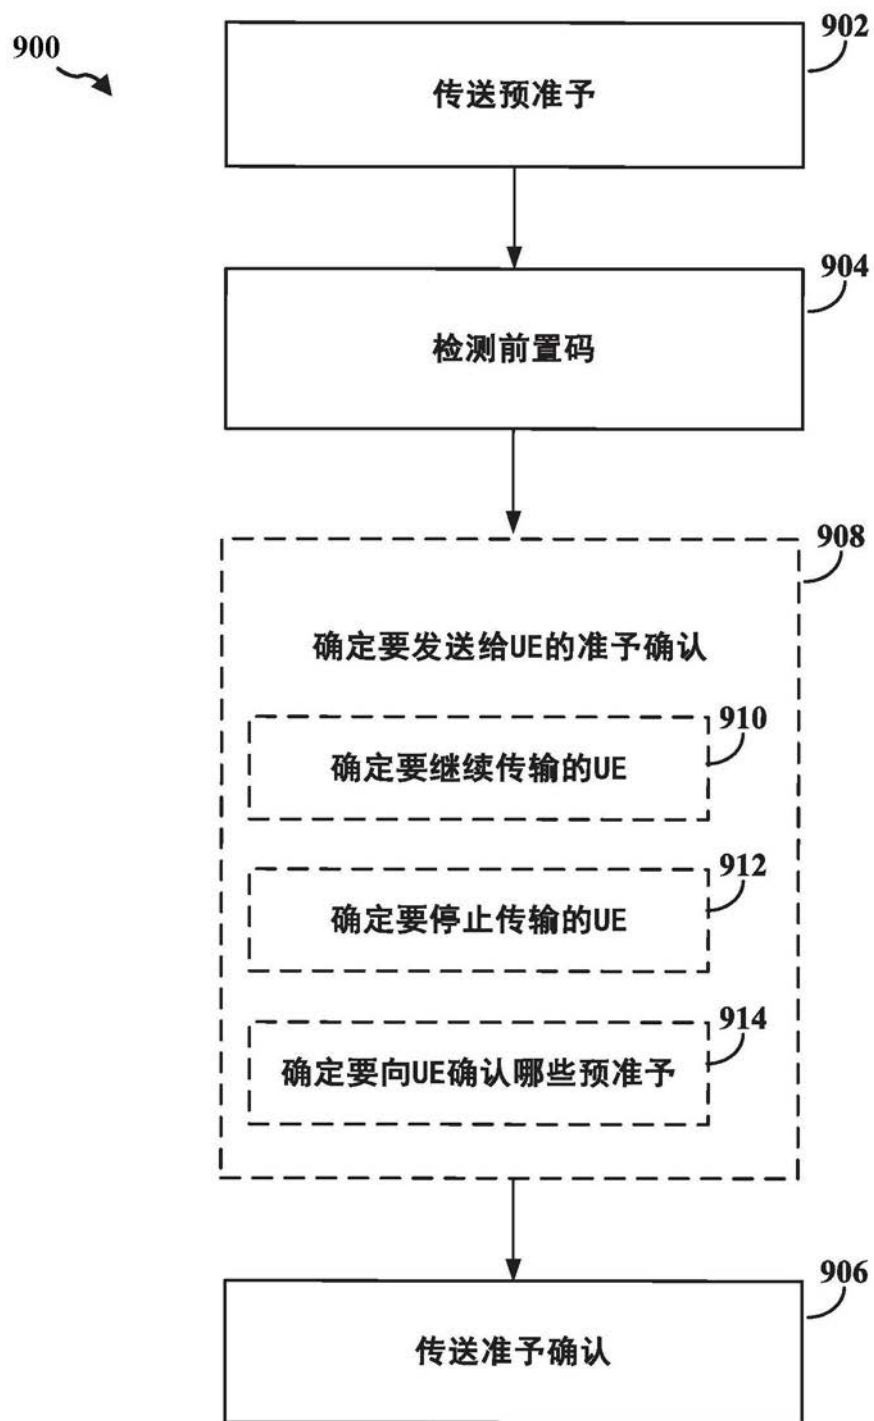 900
902
传送预准予
904
检测前置码
908
确定要发送给UE的准予确认
910
确定要继续传输的UE
912
确定要停止传输的UE
914
确定要向UE确认哪些预准予
906
传送准予确认